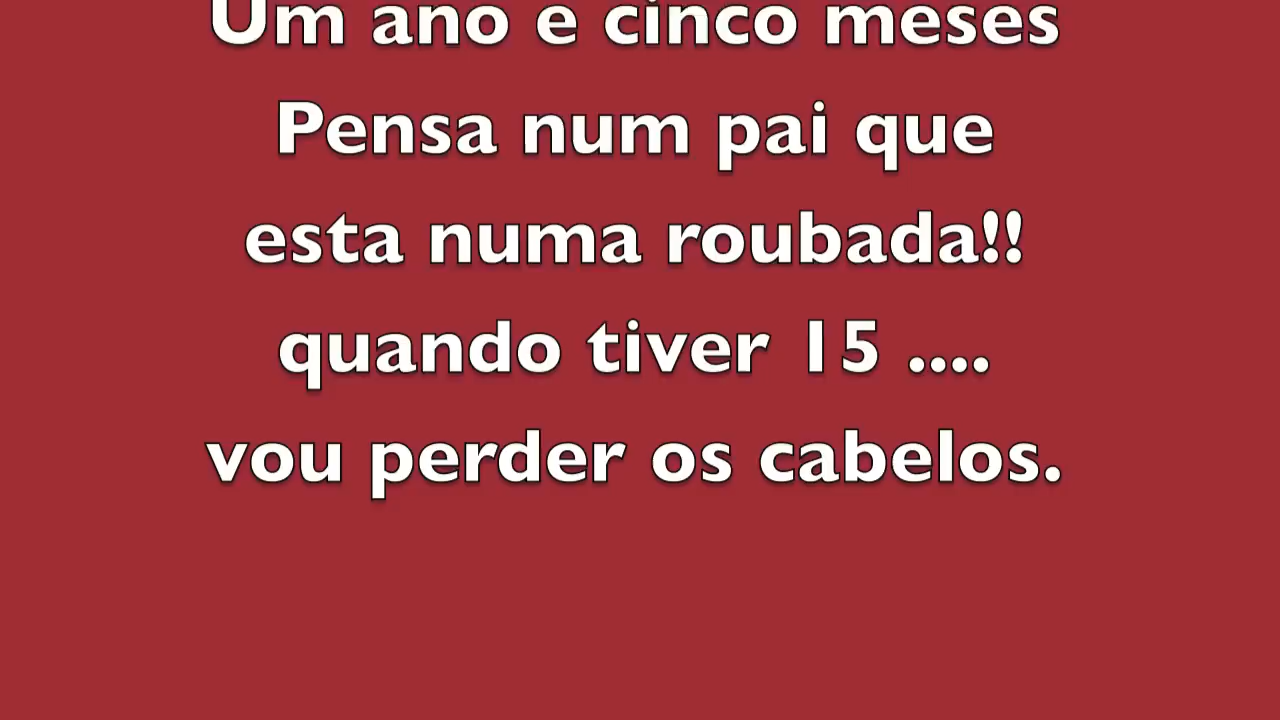 Um ano e cinco meses
Pensa num pai que
esta numa roubada!!
quando tiver 15 ....
vou perder os cabelos.